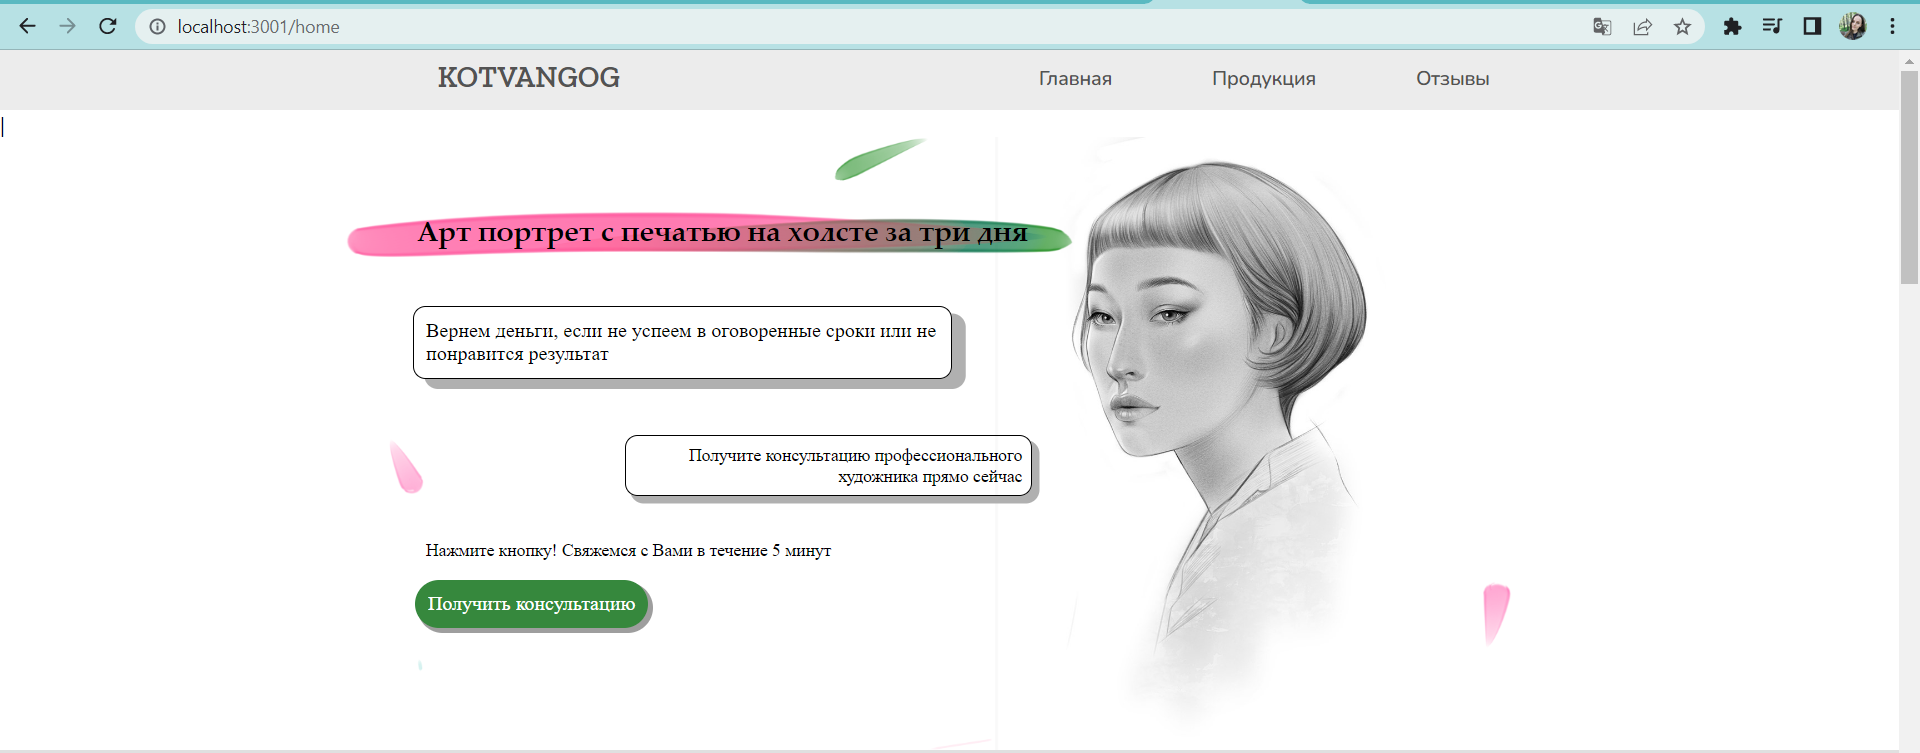 localhost:3001/home
KOTVANGOG
Главная
Продукция
Отзывы
Арт портрет с печатью на холсте за три дня
Вернем деньги, если не успеем в оговоренные сроки или не
понравится результат
Получите консультацию профессионального
художника прямо сейчас
Нажмите кнопку! Свяжемся с Вами в течение 5 минут
Получить консультацию